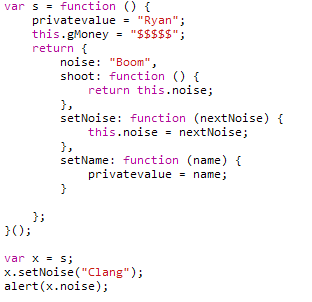 var s = function () {
    privatevalue = "Ryan";
    this.gMoney = "$$$$$";
    return {
        noise: "Boom",
        shoot: function () {
            return this.noise;
        },
        setNoise: function (nextNoise) {
            this.noise = nextNoise;
        },
        setName: function (name) {
            privatevalue = name;
        }

    };
}();

var x = s;
x.setNoise("Clang");
alert(x.noise);